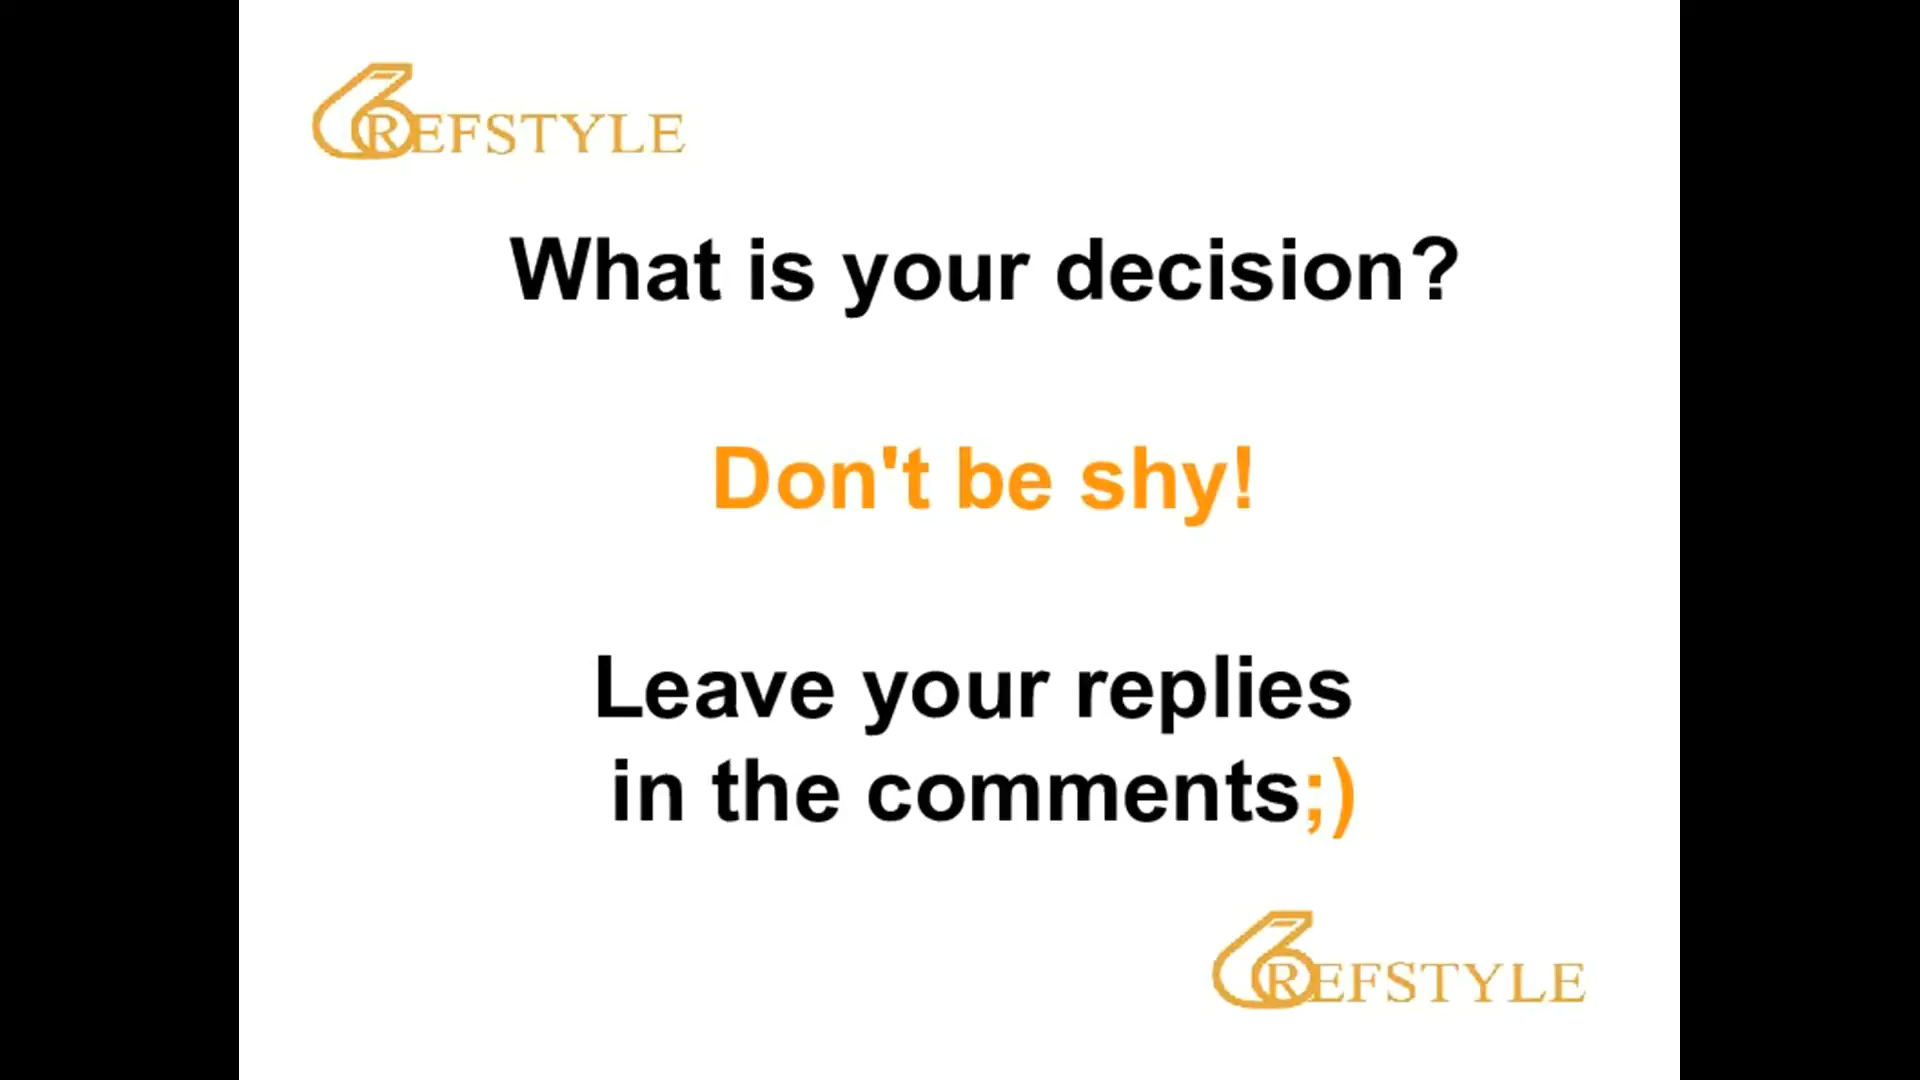 REFSTYLE
What is your decision?
Don't be shy!
Leave your replies
in the comments;)
REFSTYLE